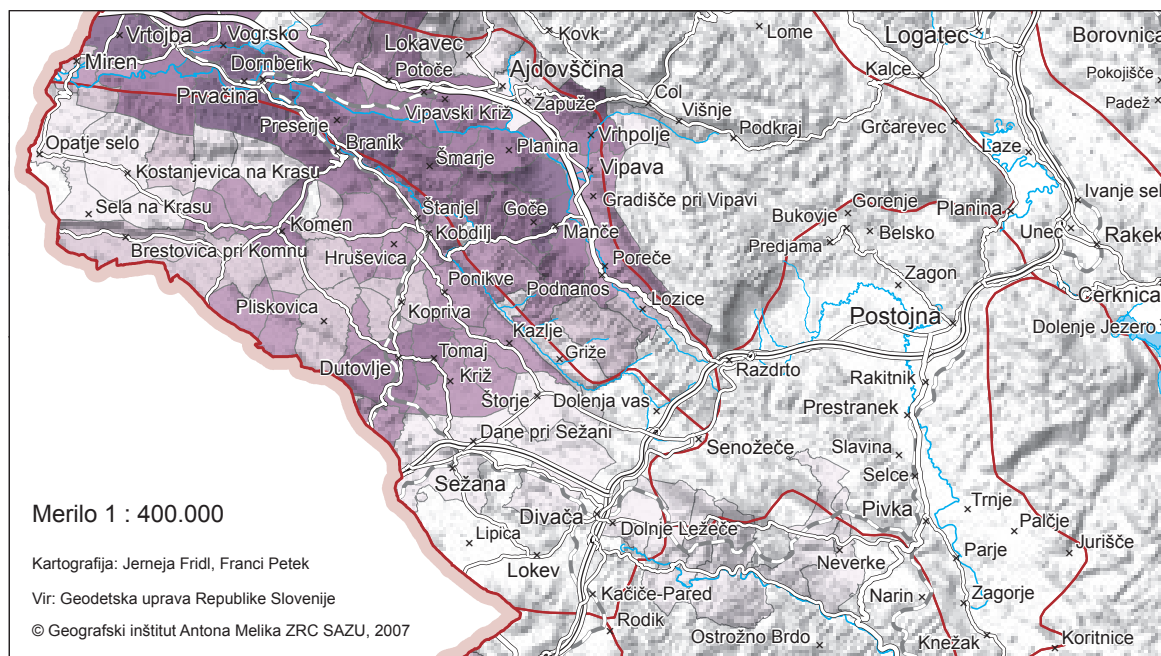 Vrtojba
Vogrsko
Lokavec
Kovk
Lome
Logatec
Borovnica
Miren
Dornberk
Potoče
Ajdovščina
Kalce
Pokojišče
Prvačina
Vipavski Križ
Žapuže
Col
Višnje
Padež
Preserje
Vrhpolje
Podkraj
Grčarevec
Opatje selo
Branik
Šmarje
Planina
Laze
Kostanjevica na Krasu
Vipava
Ivanje sel
Sela na Krasu
Štanjel
Goče
Gradišče pri Vipavi
Gorenje
Planina
Komen
Kobdilj
Manče
Bukovje
Belsko
Unec
Rakek
Brestovica pri Komnu
Hruševica
Predjama
Poreče
Ponikve
Podnanos
Zagon
Pliskovica
Kopriva
Lozice
Cerknica
Postojna
Dolenje Jezero
Kazlje
Dutovlje
Tomaj
Griže
Razdrto
Križ
Rakitnik
Štorje
Dolenja vas
Prestranek
Dane pri Sežani
Senožeče
Slavina
Sežana
Selce
Merilo 1 : 400.000
Divača
Dolnje Ležeče
Pivka
Trnje
Lipica
Palčje
Kartografija: Jerneja Fridl, Franci Petek
Lokev
Neverke
Parje
Jurišče
Vir: Geodetska uprava Republike Slovenije
Kačiče-Pared
Narin
Zagorje
© Geografski inštitut Antona Melika ZRC SAZU, 2007
Rodik
Ostrožno Brdo
Knežak
Koritnice